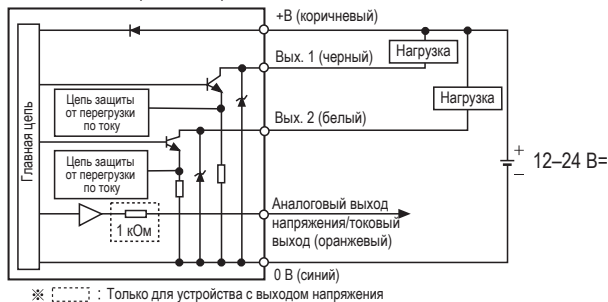 +В (коричневый)
Вых. 1 (черный)
Нагрузка
Цепь защиты
от перегрузки
по току
Нагрузка
Вых. 2 (белый)
Главная цепь
Цепь защиты
от перегрузки
по току
+
12–24 В=
–
Аналоговый выход
напряжения/токовый
выход (оранжевый)
1 кОм
0 В (синий)
※ : Только для устройства с выходом напряжения